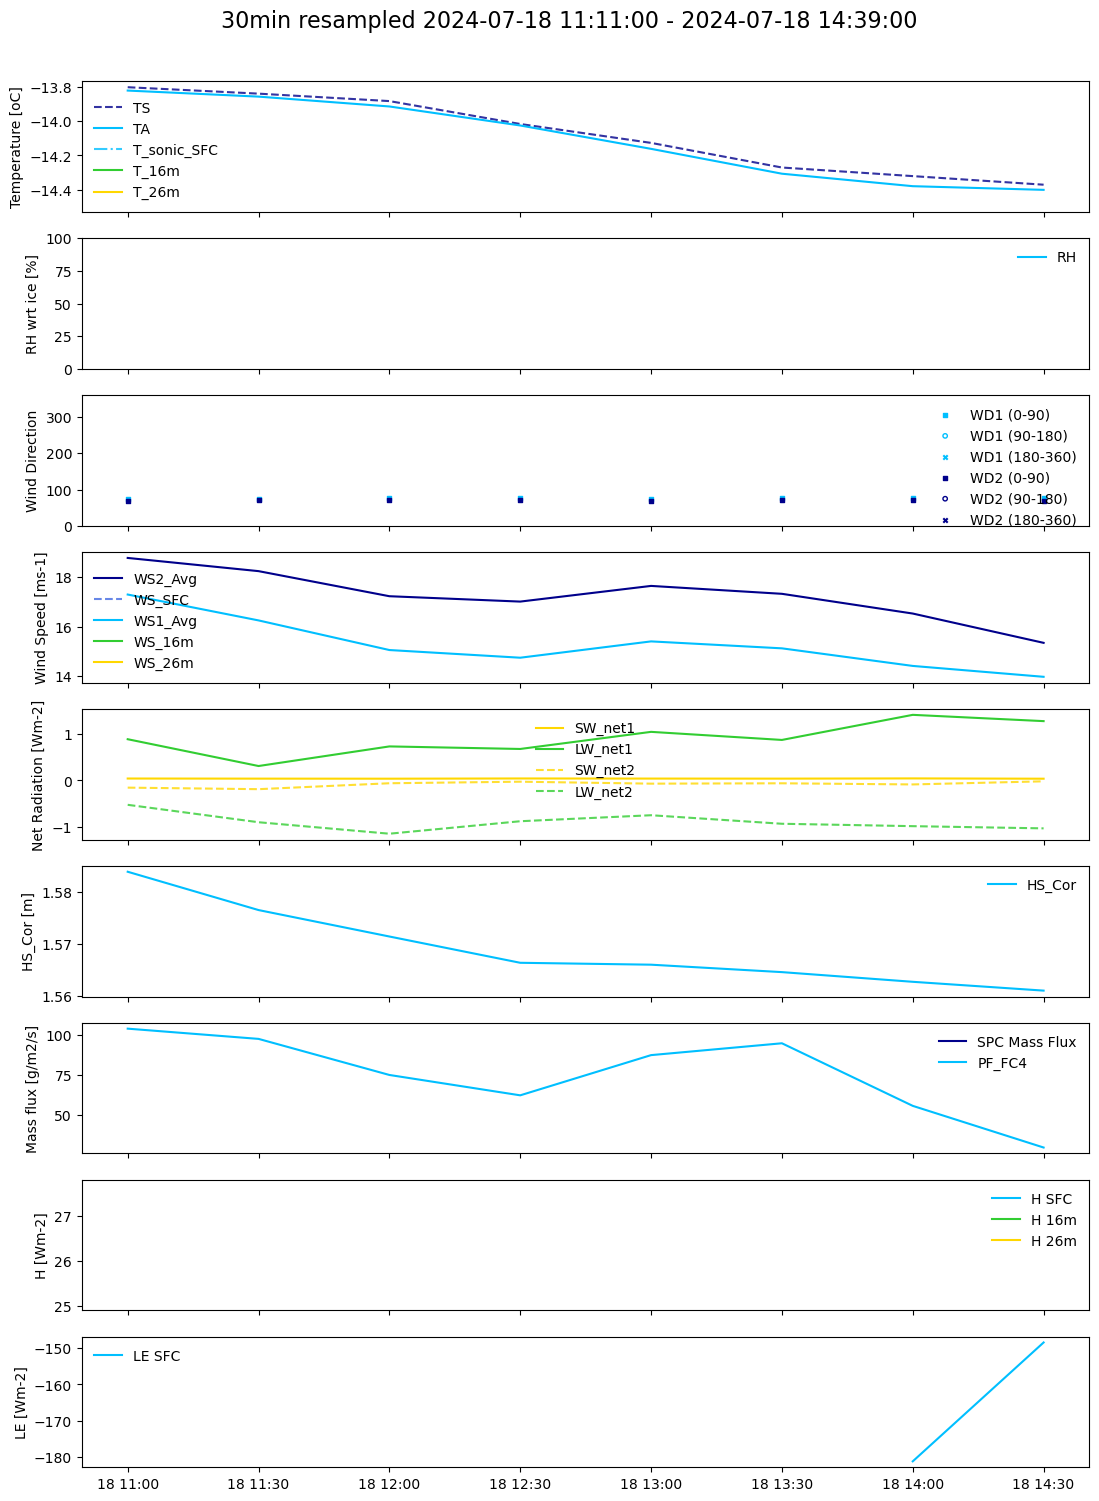 30min resampled 2024-07-18 11:11:00 - 2024-07-18 14:39:00
Temperature [oC]
−13.8
−14.0
−14.2
−14.4
TS
TA
T_sonic_SFC
T_16m
T_26m
RH wrt ice [%]
100
75
50
25
0
RH
Wind Direction
300
200
100
0
WD1 (0-90)
WD1 (90-180)
WD1 (180-360)
WD2 (0-90)
WD2 (90-180)
WD2 (180-360)
Wind Speed [ms-1]
18
16
14
WS2_Avg
WS_SFC
WS1_Avg
WS_16m
WS_26m
Net Radiation [Wm-2]
1
0
−1
SW_net1
LW_net1
SW_net2
LW_net2
HS_Cor [m]
1.58
1.57
1.56
HS_Cor
Mass flux [g/m2/s]
100
75
50
SPC Mass Flux
PF_FC4
H [Wm-2]
27
26
25
H SFC
H 16m
H 26m
LE [Wm-2]
−150
−160
−170
−180
LE SFC
18 11:00
18 11:30
18 12:00
18 12:30
18 13:00
18 13:30
18 14:00
18 14:30